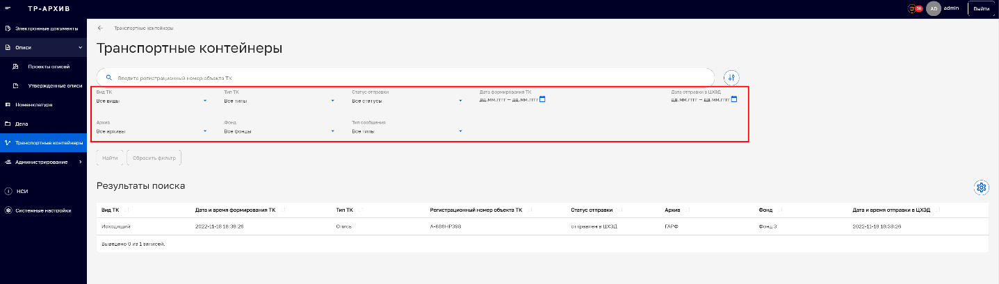 ТР-АРХИВ
30
AD
admin
Выйти
Электронные документы
Описи
Проекты описей
Утвержденные описи
Номенклатура
Дела
Транспортные контейнеры
Администрирование
НСИ
Системные настройки
Транспортные контейнеры
Транспортные контейнеры
Введите регистрационный номер объекта ТК
Вид ТК Тип ТК Статус отправки Дата формирования ТК Дата отправки в ЦХЭД
Все виды Все типы Все статусы дд.мм.гггг – дд.мм.гггг дд.мм.гггг – дд.мм.гггг
Архив Фонд Тип сообщения
Все архивы Все фонды Все типы
Найти Сбросить фильтр
Результаты поиска
Вид ТК Дата и время формирования ТК Тип ТК Регистрационный номер объекта ТК Статус отправки Архив Фонд Дата и время отправки в ЦХЭД
Исходящий 2022-11-18 18:38:26 Опись А-686НР398 отправлен в ЦХЭД ГАРФ Фонд 3 2022-11-18 18:38:26
Выведено 0 из 1 записей.